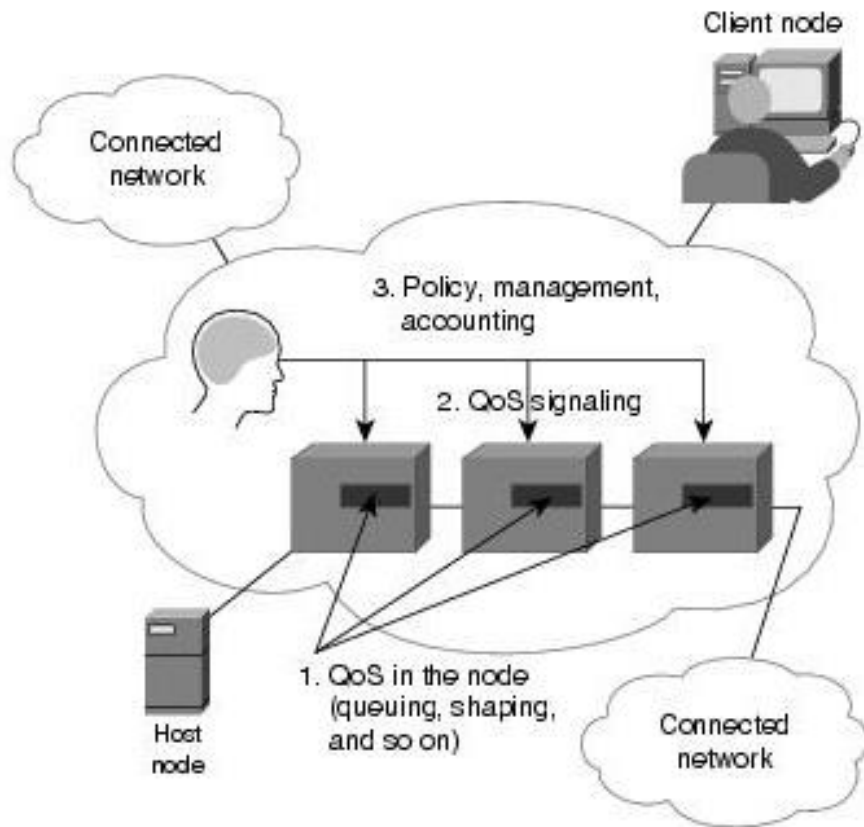 Client node
Connected
network
3. Policy, management,
accounting
2. QoS signaling
1. QoS in the node
(queuing, shaping,
and so on)
Host
node
Connected
network